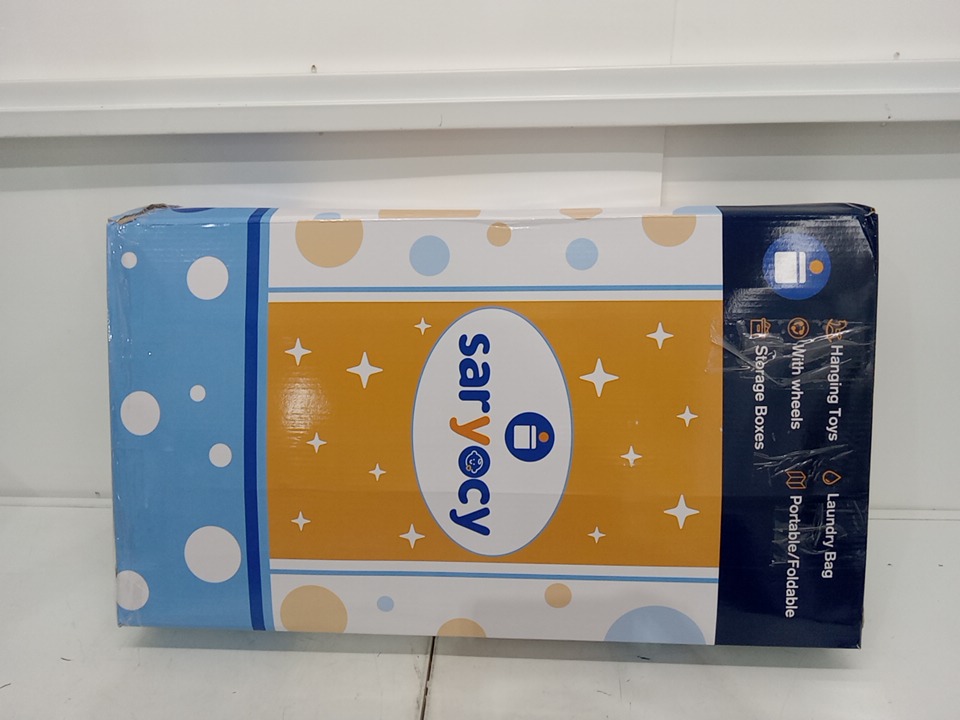 saryocy
Hanging Toys
Laundry Bag
With wheels
Portable/Foldable
Storage Boxes